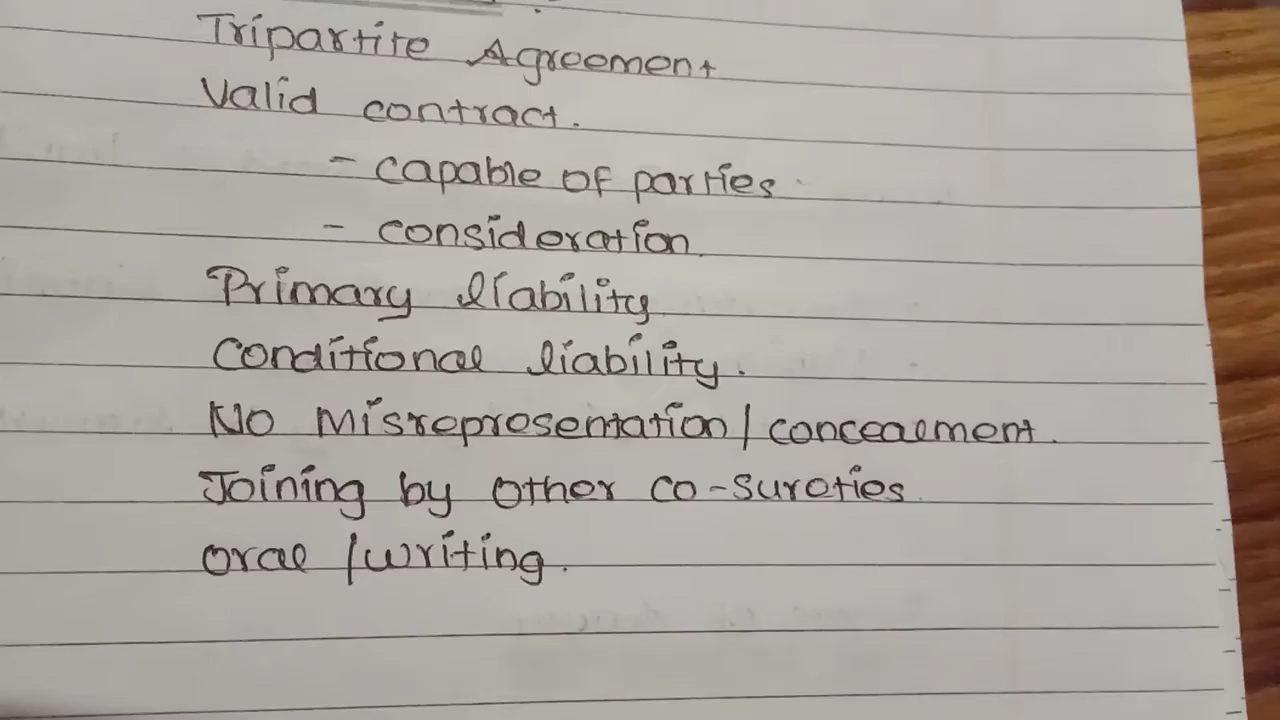 Tripartite Agreement
Valid contract.
- capable of parties
- consideration.
Primary liability
Conditional liability.
No Misrepresentation/concealment.
Joining by other co-sureties
Oral/writing.